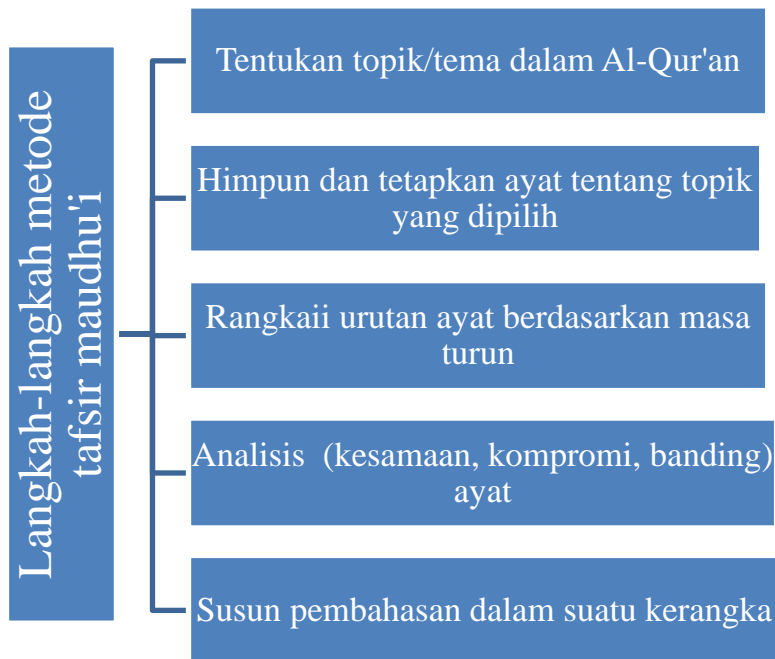 Langkah-langkah metode
tafsir maudhu'i
Tentukan topik/tema dalam Al-Qur'an
Himpun dan tetapkan ayat tentang topik
yang dipilih
Rangkaii urutan ayat berdasarkan masa
turun
Analisis (kesamaan, kompromi, banding)
ayat
Susun pembahasan dalam suatu kerangka